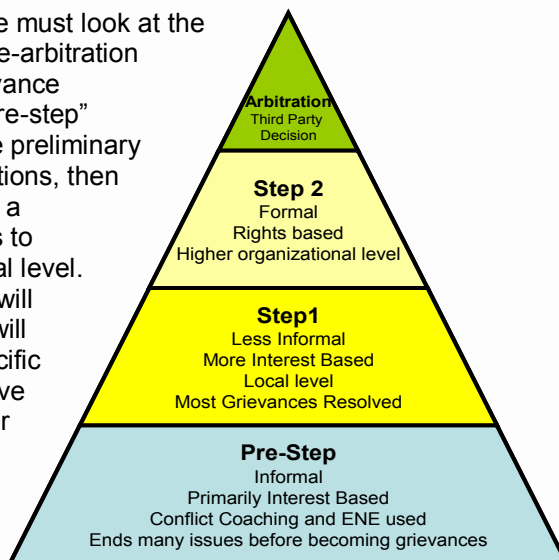 e must look at the
e-arbitration
vance
re-step”
e preliminary
tions, then
a
s to
al level.
will
will
cific
ve
r
Arbitration
Third Party
Decision
Step 2
Formal
Rights based
Higher organizational level
Step1
Less Informal
More Interest Based
Local level
Most Grievances Resolved
Pre-Step
Informal
Primarily Interest Based
Conflict Coaching and ENE used
Ends many issues before becoming grievances